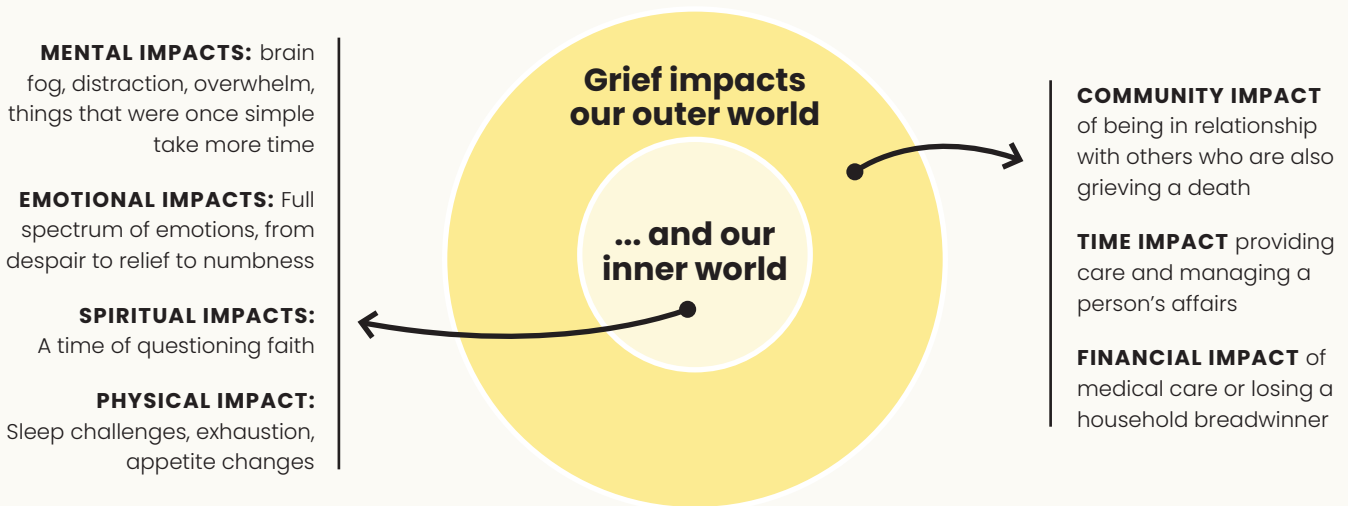 MENTAL IMPACTS: brain
fog, distraction, overwhelm,
things that were once simple
take more time
EMOTIONAL IMPACTS: Full
spectrum of emotions, from
despair to relief to numbness
SPIRITUAL IMPACTS:
A time of questioning faith
PHYSICAL IMPACT:
Sleep challenges, exhaustion,
appetite changes
Grief impacts
our outer world
... and our
inner world
COMMUNITY IMPACT
of being in relationship
with others who are also
grieving a death
TIME IMPACT providing
care and managing a
person's affairs
FINANCIAL IMPACT of
medical care or losing a
household breadwinner